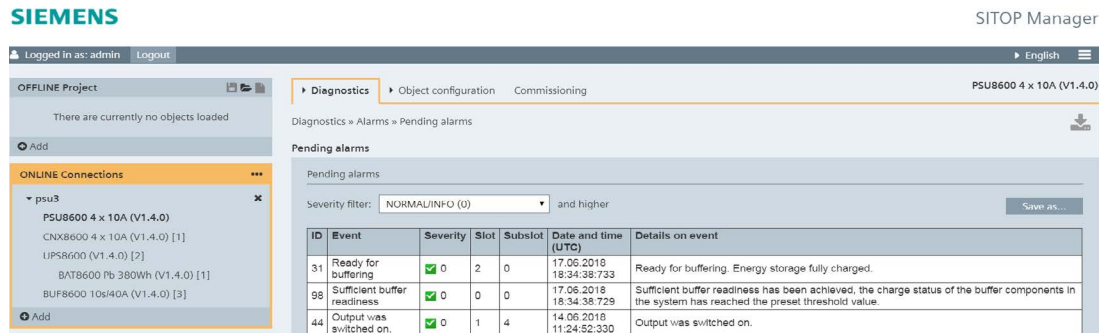 SIEMENS
SITOP Manager
Logged in as: admin Logout
English
OFFLINE Project
There are currently no objects loaded
Add
ONLINE Connections •••
psu3
PSU8600 4 x 10A (V1.4.0)
CNX8600 4 x 10A (V1.4.0) [1]
UPS8600 (V1.4.0) [2]
BAT8600 Pb 380Wh (V1.4.0) [1]
BUF8600 10s/40A (V1.4.0) [3]
Add
Diagnostics Object configuration Commissioning
PSU8600 4 x 10A (V1.4.0)
Diagnostics » Alarms » Pending alarms
Pending alarms
Pending alarms
Severity filter: NORMAL/INFO (0) and higher
Save as...
ID Event Severity Slot Subslot Date and time (UTC) Details on event
31 Ready for buffering 0 2 0 17.06.2018 18:34:38:733 Ready for buffering. Energy storage fully charged.
98 Sufficient buffer readiness 0 0 0 17.06.2018 18:34:38:729 Sufficient buffer readiness has been achieved, the charge status of the buffer components in the system has reached the preset threshold value.
44 Output was switched on. 0 1 4 14.06.2018 11:24:52:330 Output was switched on.